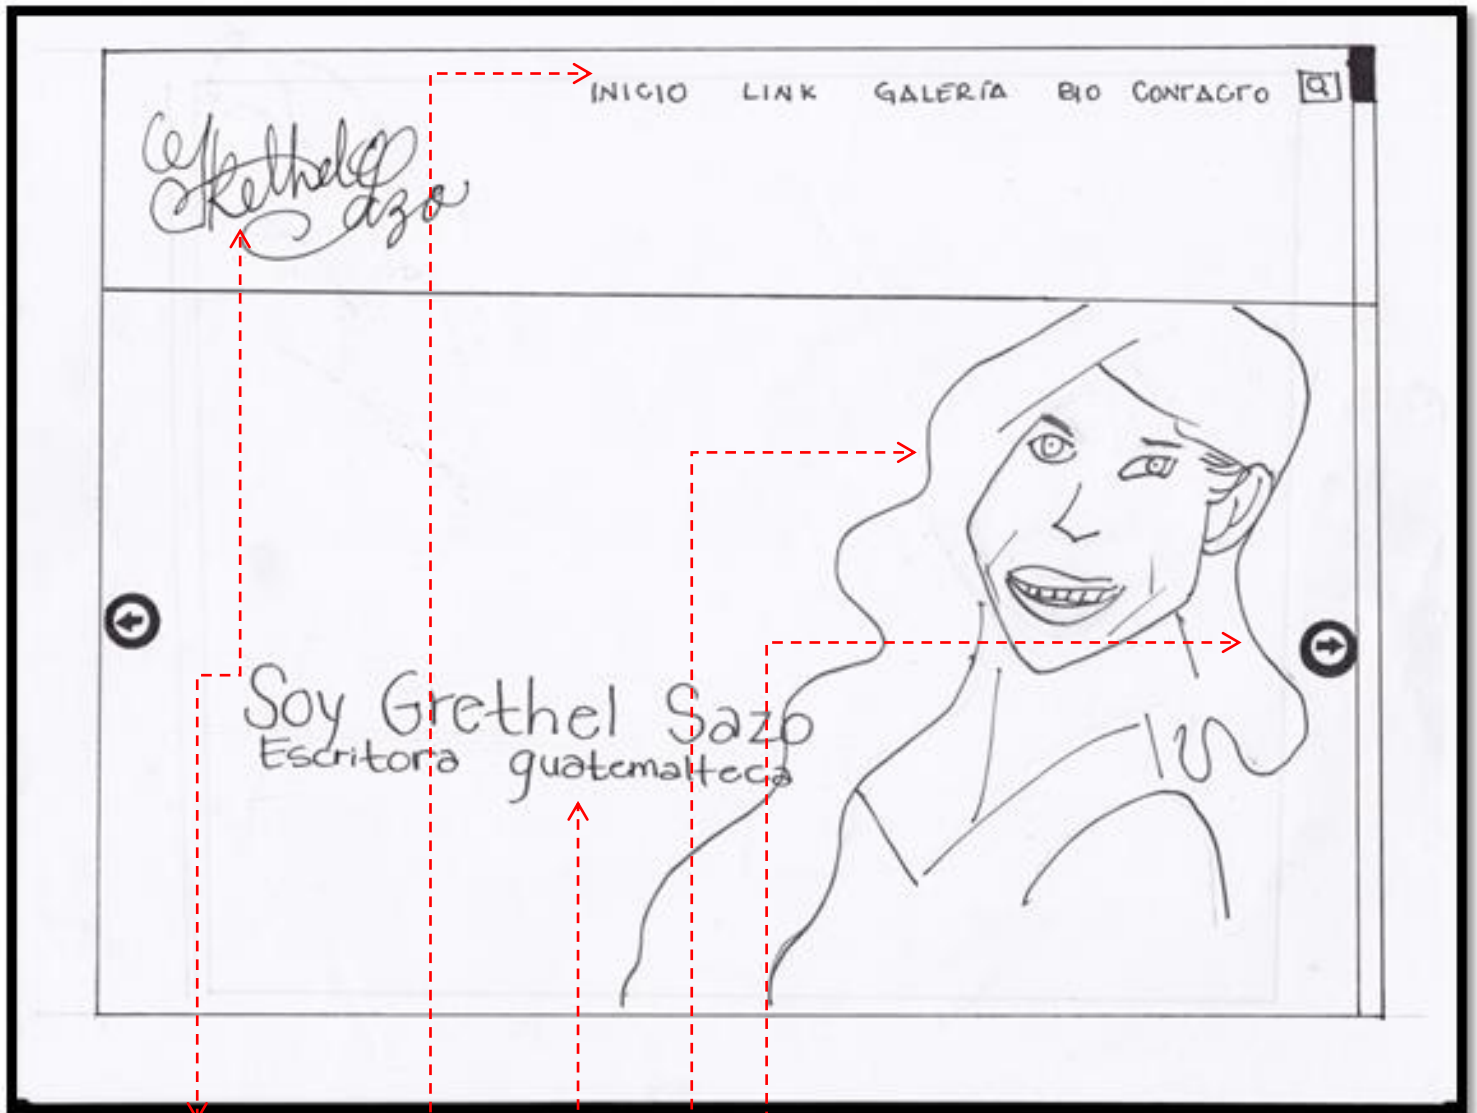 INICIO LINK GALERÍA BIO CONTACTO
Grethel Sazo
Soy Grethel Sazo
Escritora guatemalteca